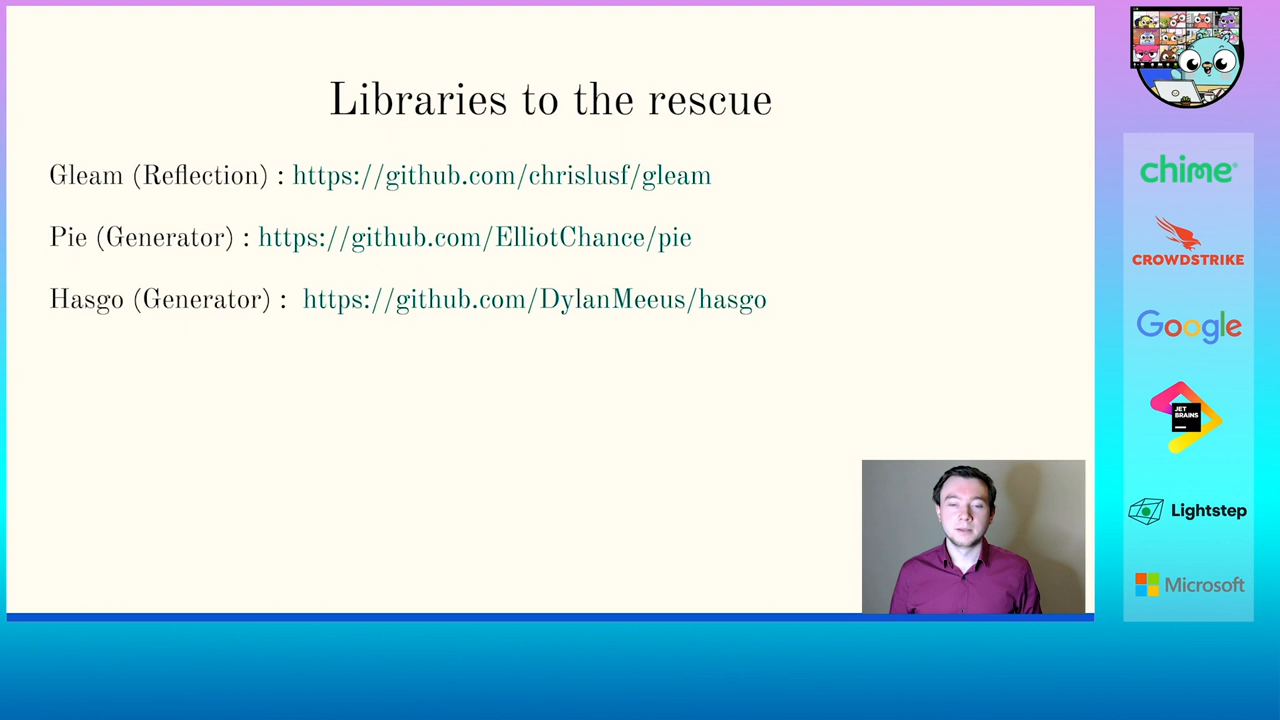 Libraries to the rescue
Gleam (Reflection) : https://github.com/chrislusf/gleam
Pie (Generator) : https://github.com/ElliotChance/pie
Hasgo (Generator) : https://github.com/DylanMeeus/hasgo
chime
CROWDSTRIKE
Google
JET
BRAINS
Lightstep
Microsoft